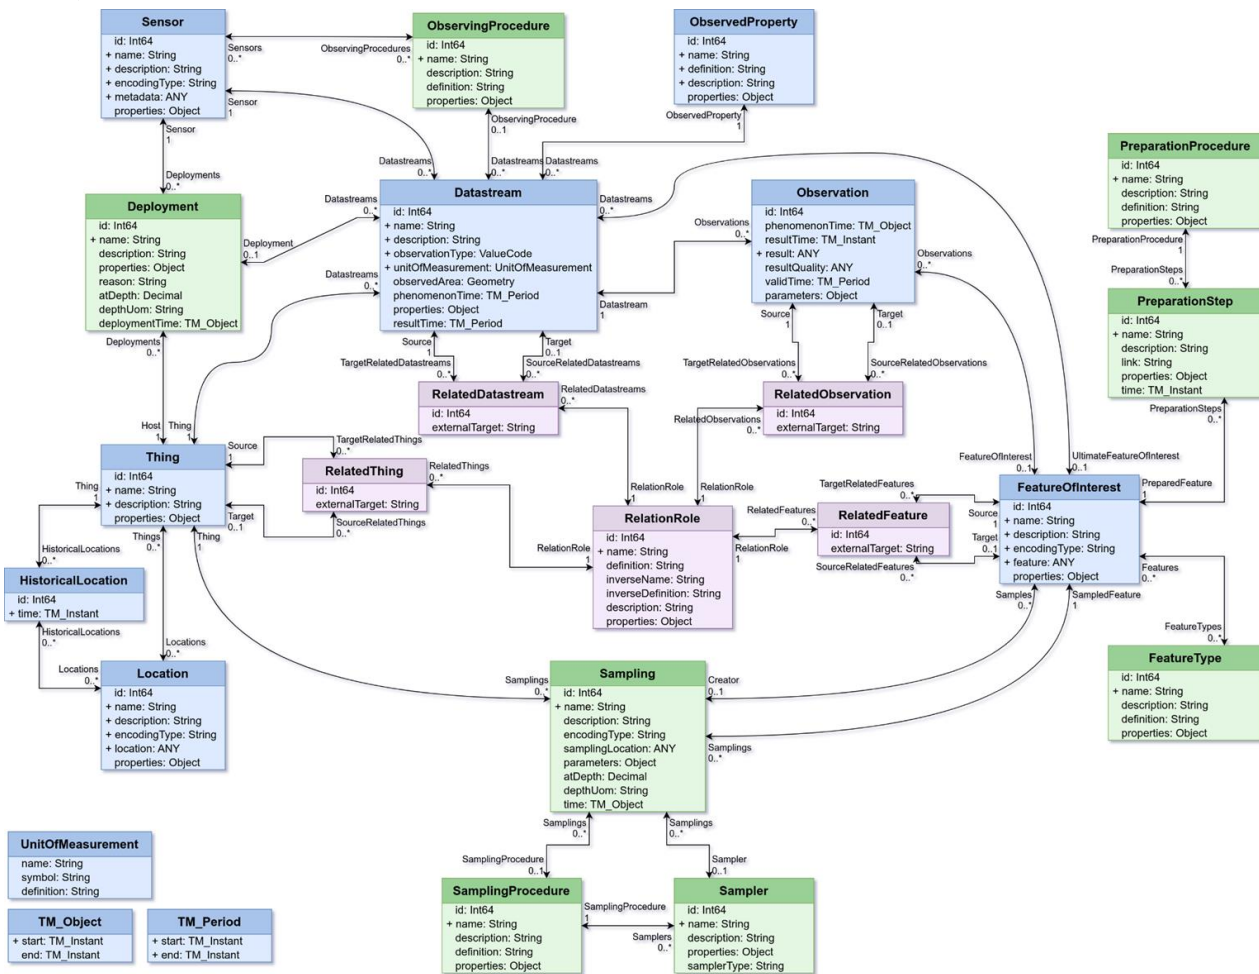 Sensor
id: Int64
+ name: String
+ description: String
+ encodingType: String
+ metadata: ANY
properties: Object
Sensors
0..*
ObservingProcedures
0..*
Sensor
1
Sensor
1
ObservingProcedure
id: Int64
+ name: String
description: String
definition: String
properties: Object
ObservingProcedure
0..1
ObservedProperty
id: Int64
+ name: String
+ definition: String
+ description: String
properties: Object
ObservedProperty
1
Deployments
0..*
Datastreams
0..*
Datastreams
0..*
Datastreams
0..*
PreparationProcedure
id: Int64
+ name: String
description: String
definition: String
properties: Object
PreparationProcedure
1
PreparationSteps
0..*
Deployment
id: Int64
+ name: String
description: String
properties: Object
reason: String
atDepth: Decimal
depthUom: String
deploymentTime: TM_Object
Deployments
0..*
Deployment
0..1
Datastreams
0..*
Datastreams
0..*
Datastream
id: Int64
+ name: String
+ description: String
+ observationType: ValueCode
+ unitOfMeasurement: UnitOfMeasurement
observedArea: Geometry
phenomenonTime: TM_Period
properties: Object
resultTime: TM_Period
Datastreams
0..*
Observations
0..*
Datastream
1
Observation
id: Int64
phenomenonTime: TM_Object
resultTime: TM_Instant
+ result: ANY
resultQuality: ANY
validTime: TM_Period
parameters: Object
Observations
0..*
PreparationStep
id: Int64
+ name: String
description: String
link: String
properties: Object
time: TM_Instant
PreparationSteps
0..*
Source
1
Target
0..1
TargetRelatedDatastreams
0..*
SourceRelatedDatastreams
0..*
Source
1
Target
0..1
TargetRelatedObservations
0..*
SourceRelatedObservations
0..*
RelatedDatastream
id: Int64
externalTarget: String
RelatedDatastreams
0..*
RelatedObservation
id: Int64
externalTarget: String
RelatedObservations
0..*
Host
1
Thing
1
Thing
id: Int64
+ name: String
+ description: String
properties: Object
Source
1
TargetRelatedThings
0..*
Target
0..1
SourceRelatedThings
0..*
RelatedThing
id: Int64
externalTarget: String
RelatedThings
0..*
RelationRole
1
RelationRole
1
RelationRole
1
RelationRole
1
RelationRole
id: Int64
+ name: String
definition: String
inverseName: String
inverseDefinition: String
description: String
properties: Object
RelatedFeatures
0..*
RelatedFeature
id: Int64
externalTarget: String
TargetRelatedFeatures
0..*
Source
1
Target
0..1
SourceRelatedFeatures
0..*
FeatureOfInterest
0..1
UltimateFeatureOfInterest
0..1
PreparedFeature
1
FeatureOfInterest
id: Int64
+ name: String
+ description: String
+ encodingType: String
+ feature: ANY
properties: Object
Features
0..*
Samples
0..*
SampledFeature
1
FeatureTypes
0..*
FeatureType
id: Int64
+ name: String
description: String
definition: String
properties: Object
Thing
1
Things
0..*
Thing
1
HistoricalLocations
0..*
HistoricalLocation
id: Int64
+ time: TM_Instant
HistoricalLocations
0..*
Locations
0..*
Locations
0..*
Location
id: Int64
+ name: String
+ description: String
+ encodingType: String
+ location: ANY
properties: Object
Samplings
0..*
Sampling
id: Int64
+ name: String
description: String
encodingType: String
samplingLocation: ANY
parameters: Object
atDepth: Decimal
depthUom: String
time: TM_Object
Creator
0..1
Samplings
0..*
Samplings
0..*
Samplings
0..*
SamplingProcedure
0..1
Sampler
0..1
SamplingProcedure
id: Int64
+ name: String
description: String
definition: String
properties: Object
SamplingProcedure
1
Samplers
0..*
Sampler
id: Int64
+ name: String
description: String
properties: Object
samplerType: String
UnitOfMeasurement
name: String
symbol: String
definition: String
TM_Object
+ start: TM_Instant
end: TM_Instant
TM_Period
+ start: TM_Instant
+ end: TM_Instant